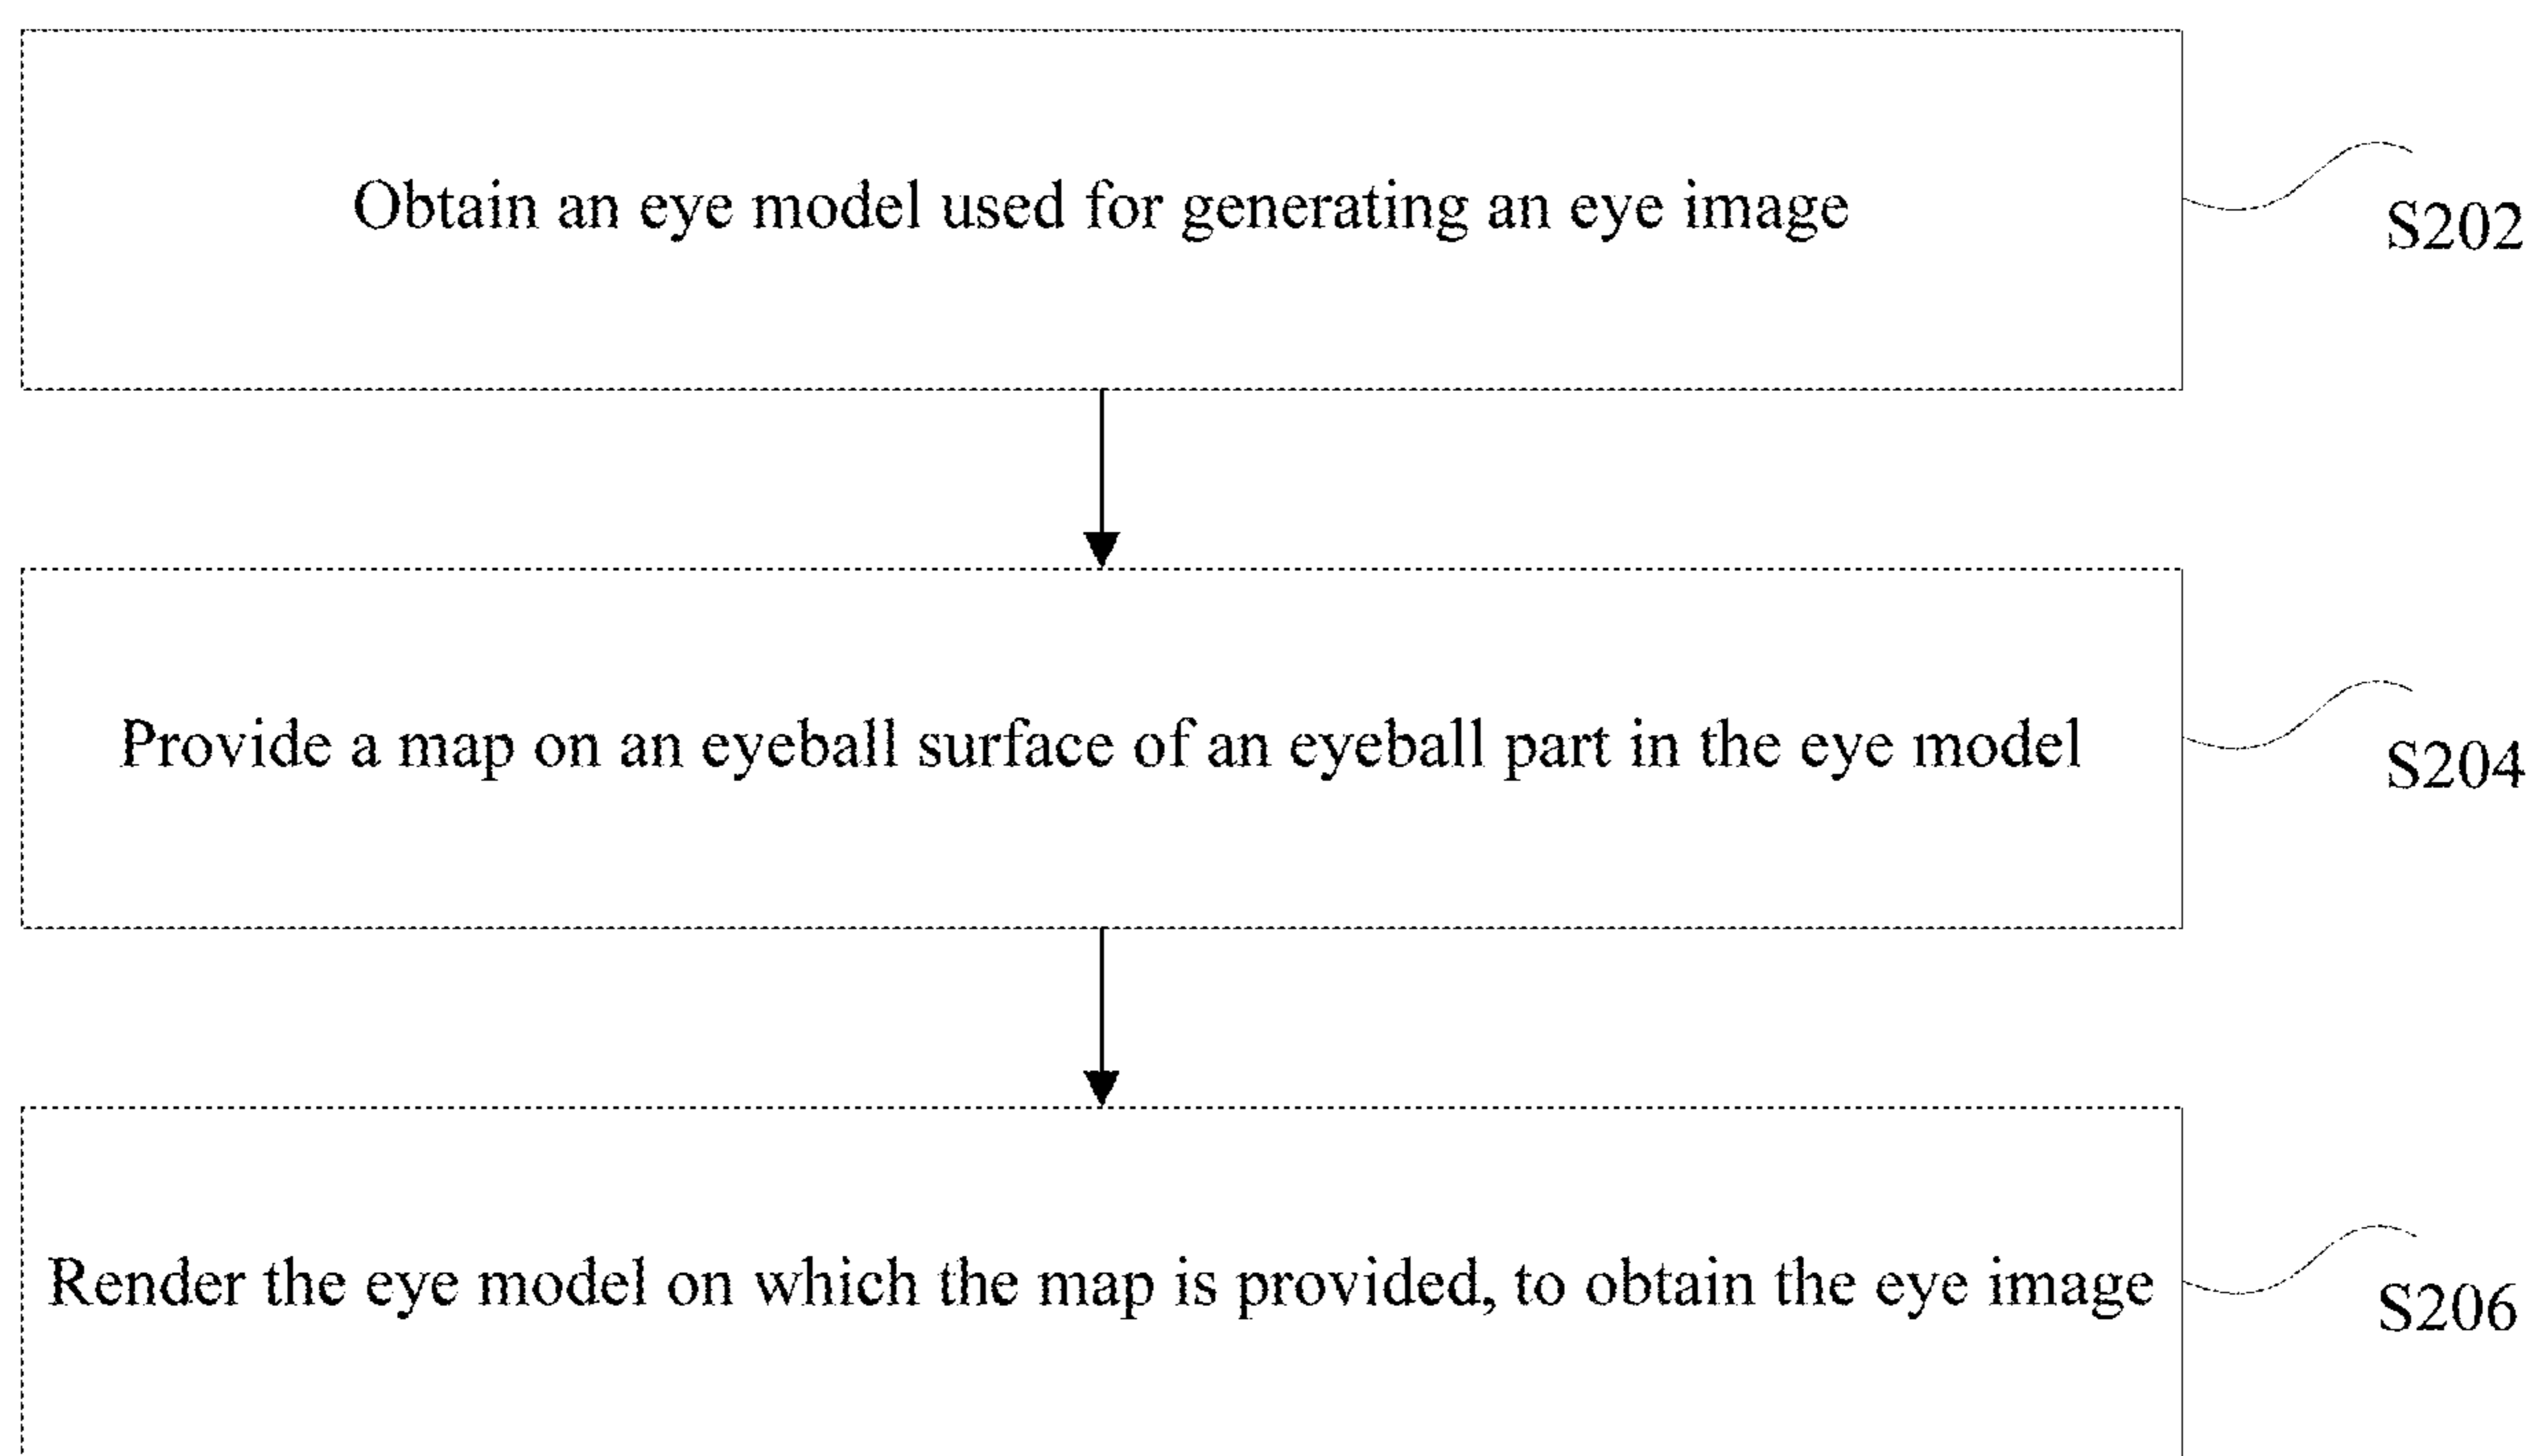 Obtain an eye model used for generating an eye image
S202
Provide a map on an eyeball surface of an eyeball part in the eye model
S204
Render the eye model on which the map is provided, to obtain the eye image
S206